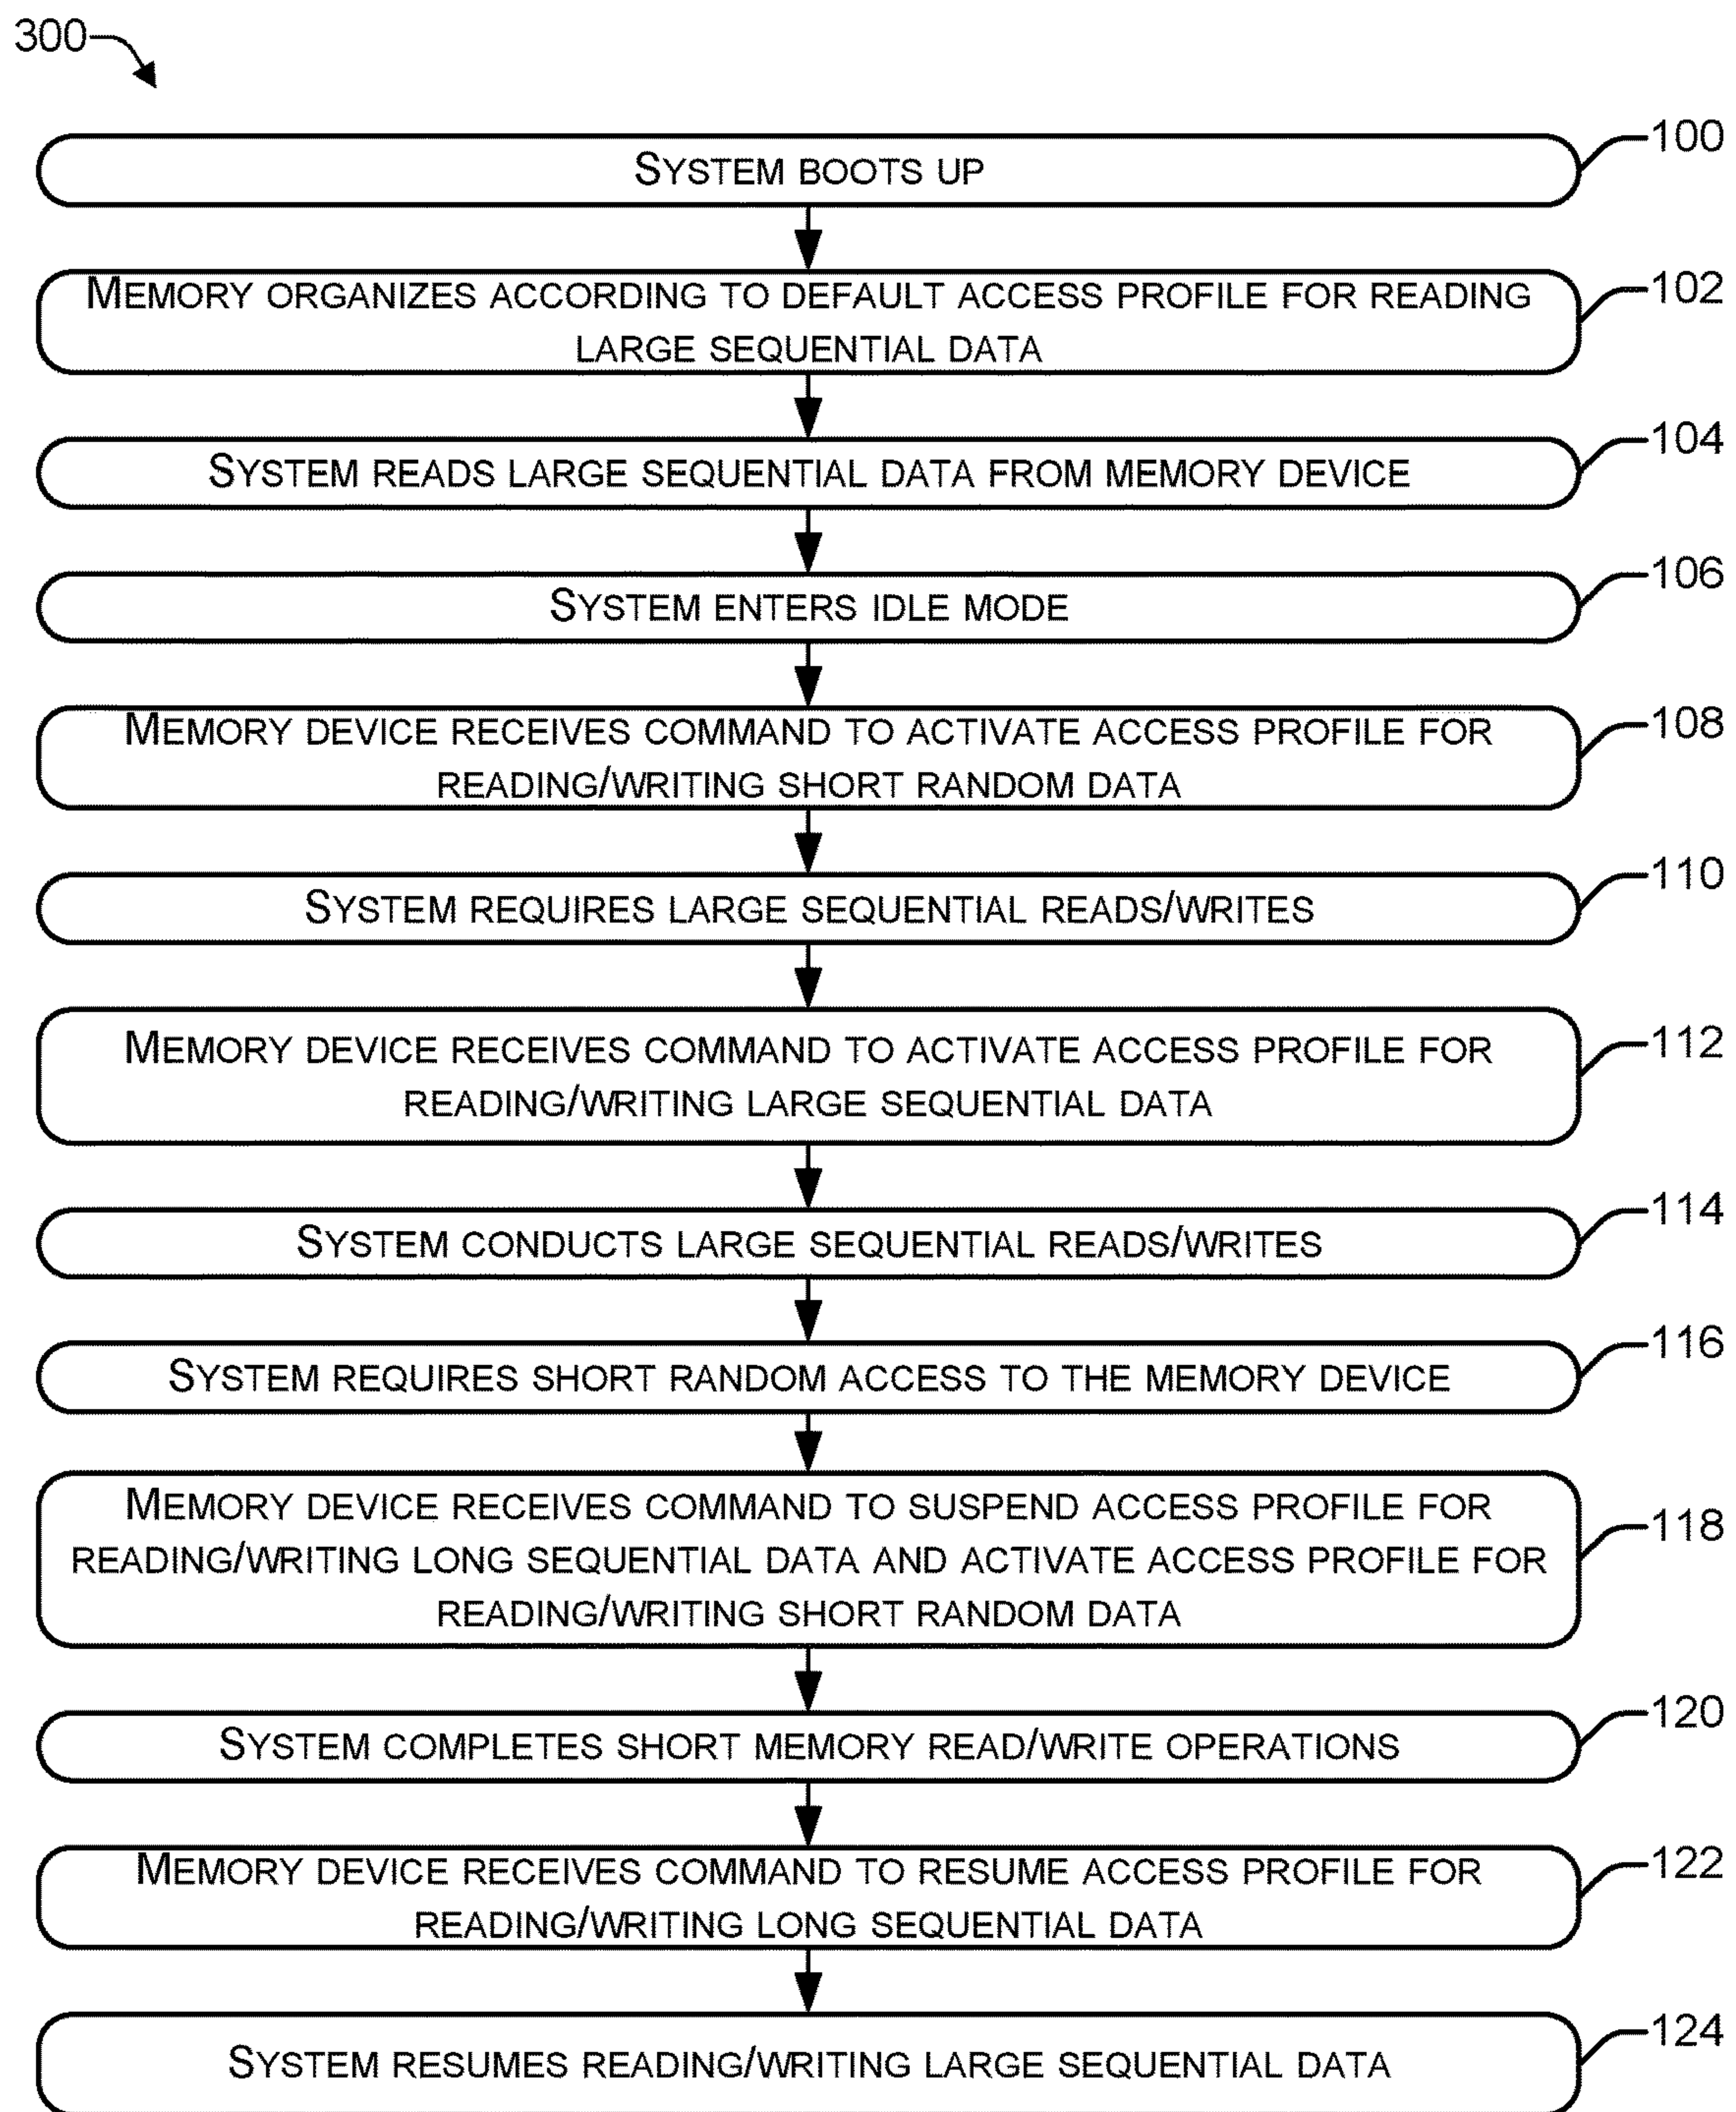 300
100
SYSTEM BOOTS UP
102
MEMORY ORGANIZES ACCORDING TO DEFAULT ACCESS PROFILE FOR READING
LARGE SEQUENTIAL DATA
104
SYSTEM READS LARGE SEQUENTIAL DATA FROM MEMORY DEVICE
106
SYSTEM ENTERS IDLE MODE
108
MEMORY DEVICE RECEIVES COMMAND TO ACTIVATE ACCESS PROFILE FOR
READING/WRITING SHORT RANDOM DATA
110
SYSTEM REQUIRES LARGE SEQUENTIAL READS/WRITES
112
MEMORY DEVICE RECEIVES COMMAND TO ACTIVATE ACCESS PROFILE FOR
READING/WRITING LARGE SEQUENTIAL DATA
114
SYSTEM CONDUCTS LARGE SEQUENTIAL READS/WRITES
116
SYSTEM REQUIRES SHORT RANDOM ACCESS TO THE MEMORY DEVICE
118
MEMORY DEVICE RECEIVES COMMAND TO SUSPEND ACCESS PROFILE FOR
READING/WRITING LONG SEQUENTIAL DATA AND ACTIVATE ACCESS PROFILE FOR
READING/WRITING SHORT RANDOM DATA
120
SYSTEM COMPLETES SHORT MEMORY READ/WRITE OPERATIONS
122
MEMORY DEVICE RECEIVES COMMAND TO RESUME ACCESS PROFILE FOR
READING/WRITING LONG SEQUENTIAL DATA
124
SYSTEM RESUMES READING/WRITING LARGE SEQUENTIAL DATA